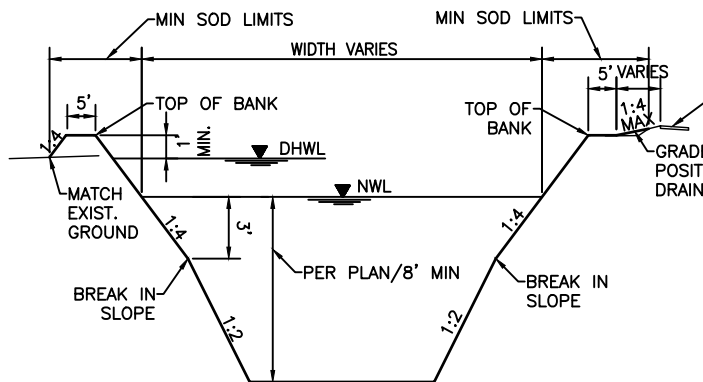 MIN SOD LIMITS
MIN SOD LIMITS
WIDTH VARIES
5'
5'
VARIES
TOP OF BANK
TOP OF
BANK
1:4
MAX
1:4
1
MIN.
DHWL
GRADE
POSIT
DRAIN
MATCH
EXIST.
GROUND
NWL
1:4
3'
1:4
PER PLAN/8' MIN
BREAK IN
SLOPE
BREAK IN
SLOPE
1:2
1:2